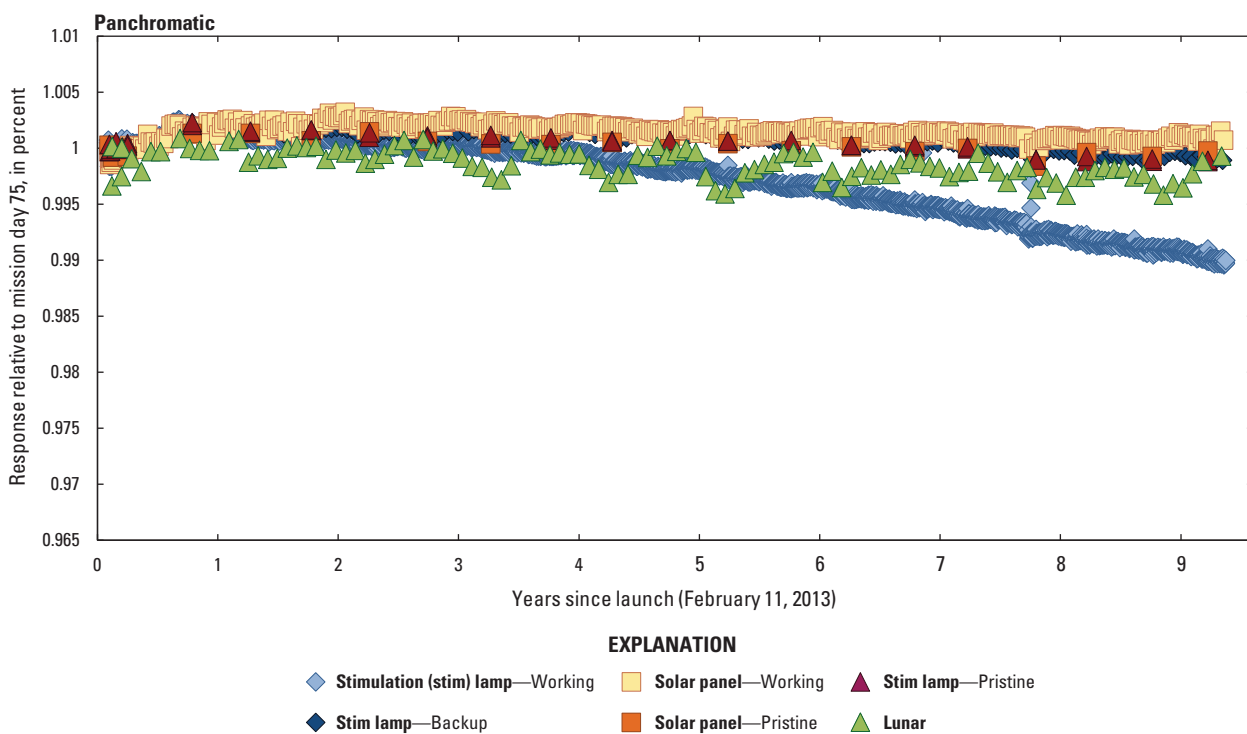 Panchromatic
1.01
1.005
1
0.995
0.99
0.985
0.98
0.975
0.97
0.965
Response relative to mission day 75, in percent
0 1 2 3 4 5 6 7 8 9
Years since launch (February 11, 2013)
EXPLANATION
Stimulation (stim) lamp—Working Solar panel—Working Stim lamp—Pristine
Stim lamp—Backup Solar panel—Pristine Lunar